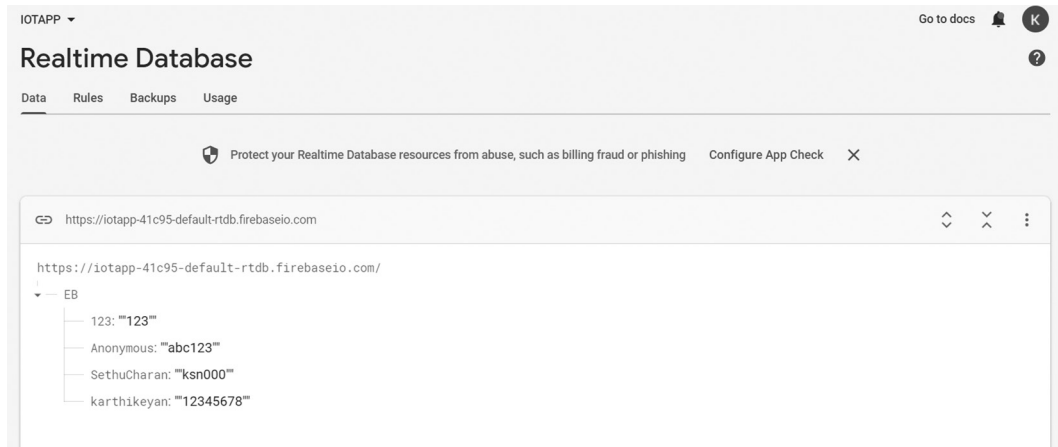 IOTAPP
Go to docs
K
Realtime Database
?
Data Rules Backups Usage
Protect your Realtime Database resources from abuse, such as billing fraud or phishing Configure App Check
https://iotapp-41c95-default-rtdb.firebaseio.com
https://iotapp-41c95-default-rtdb.firebaseio.com/
EB
123: ""123""
Anonymous: ""abc123""
SethuCharan: ""ksn000""
karthikeyan: ""12345678""